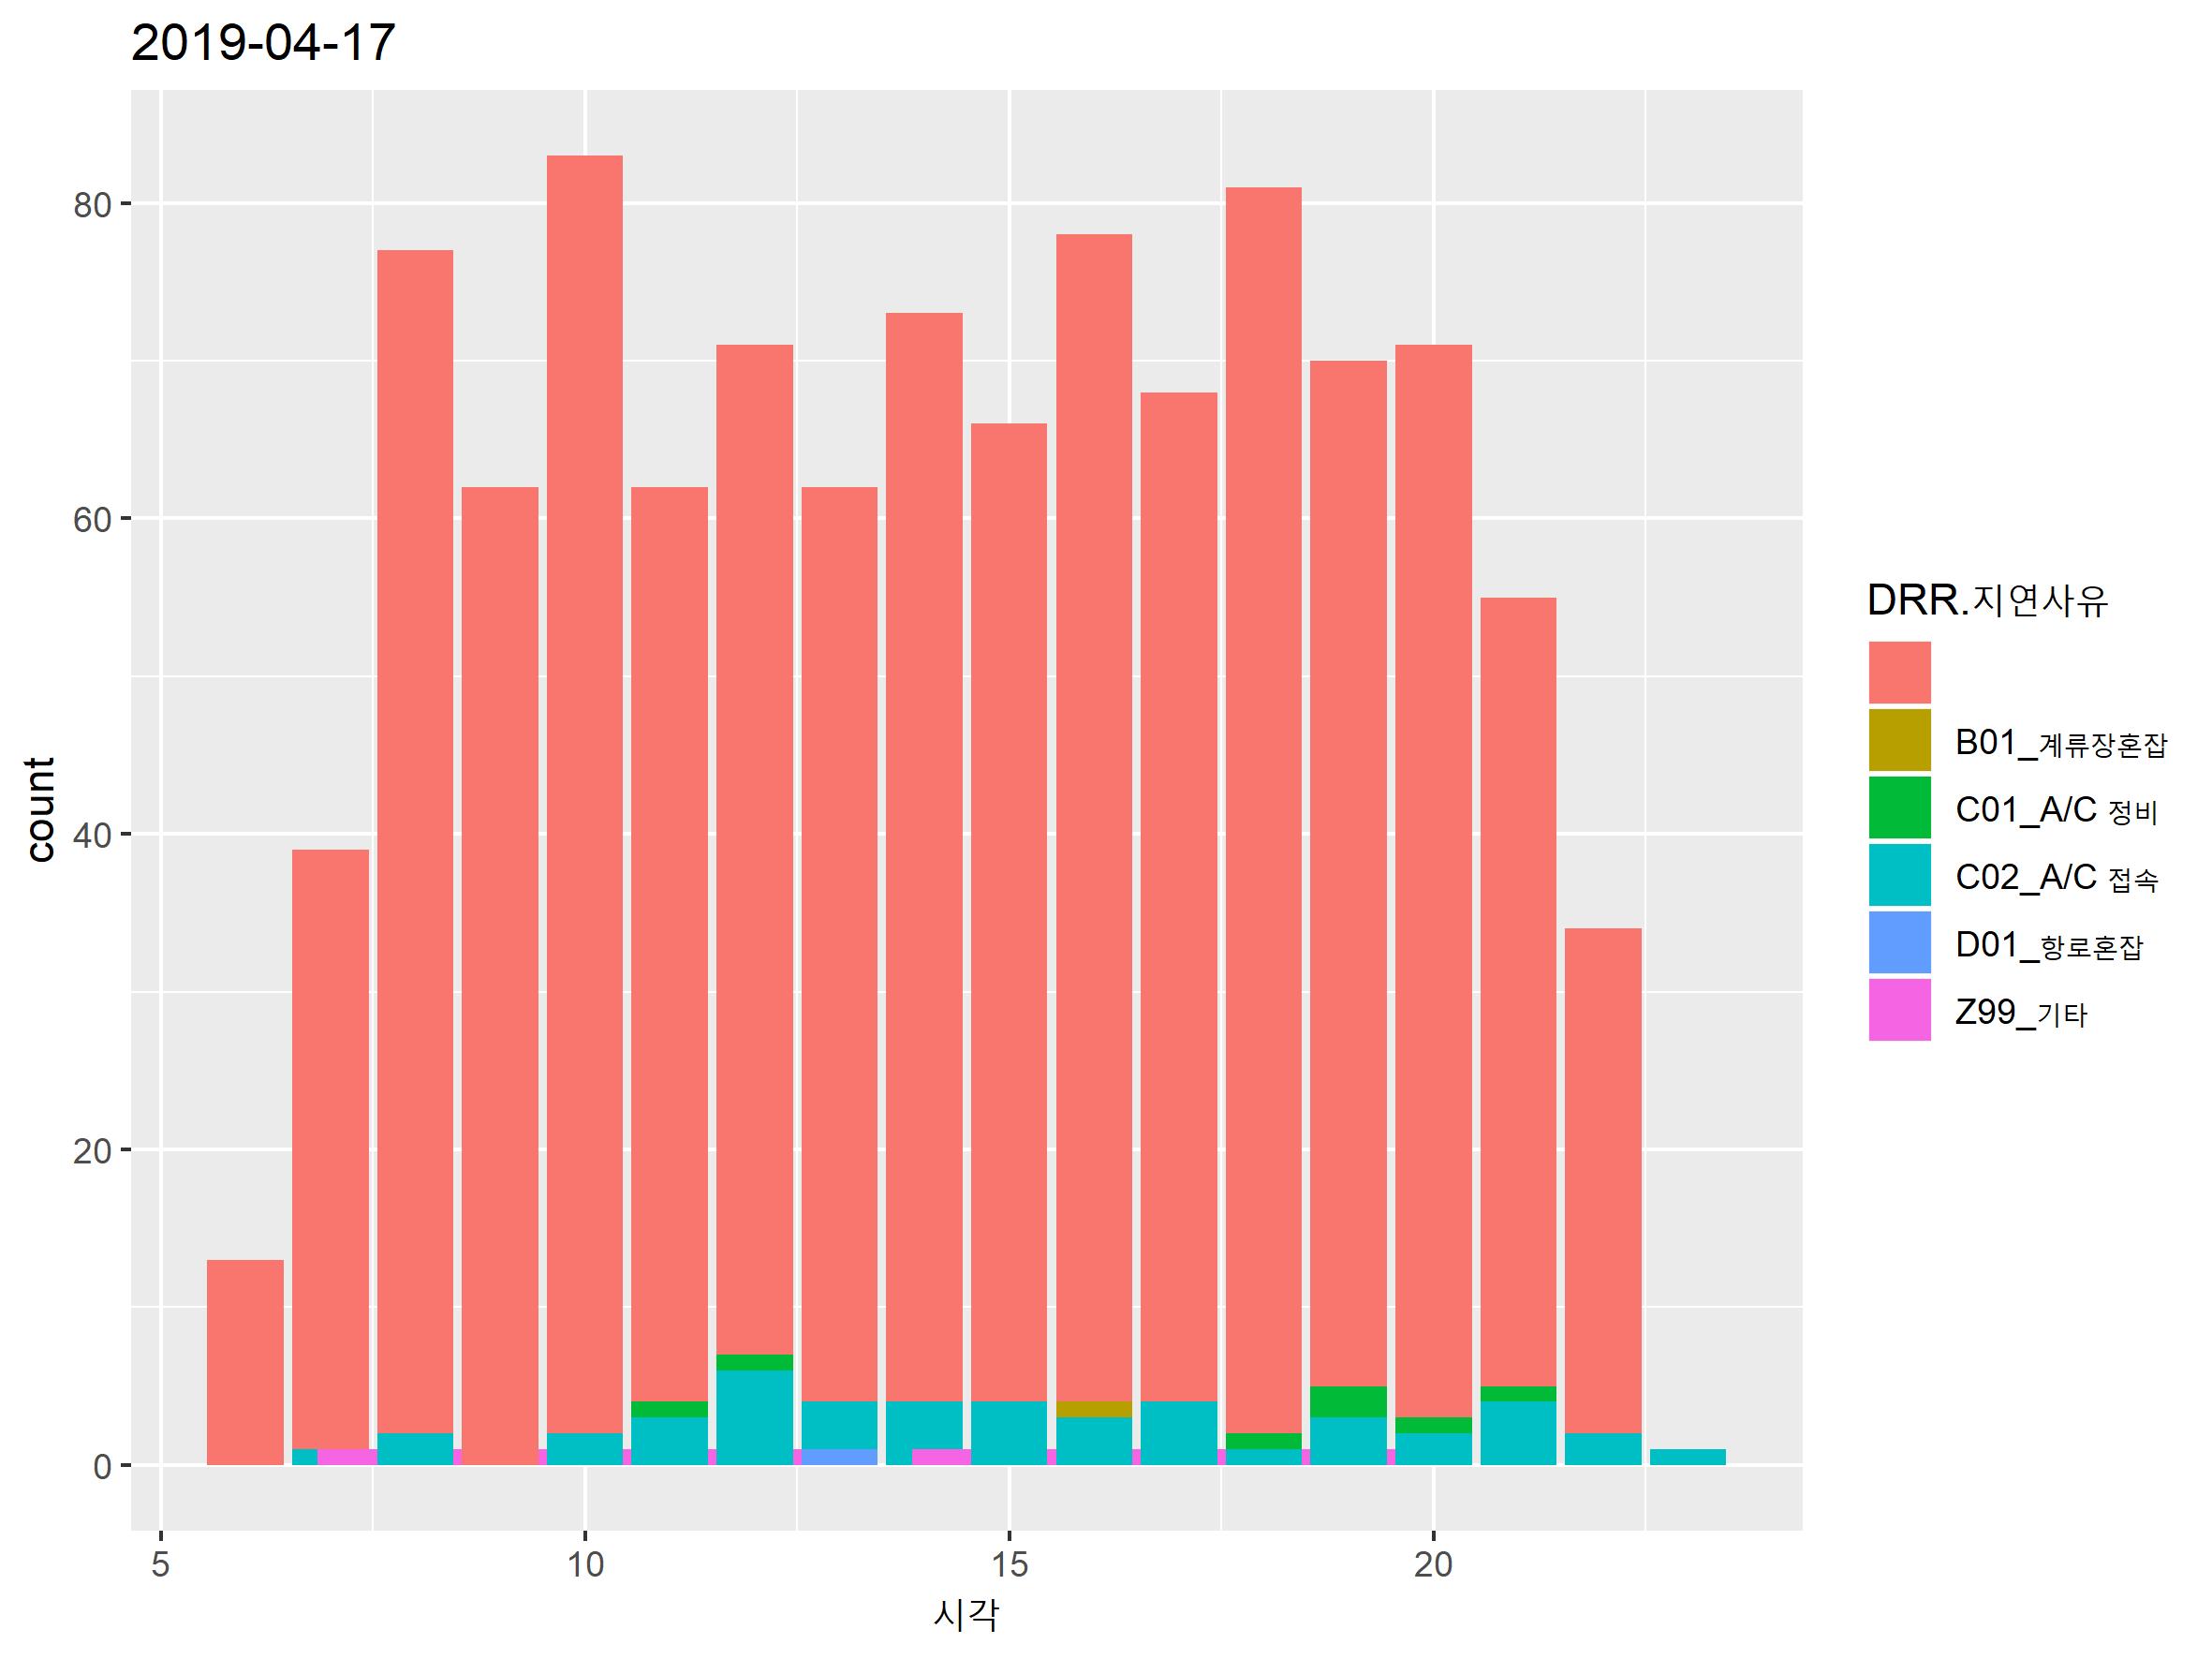 2019-04-17
80
60
40
20
0
count
5 10 15 20
시각
DRR.지연사유
B01_계류장혼잡
C01_A/C 정비
C02_A/C 접속
D01_항로혼잡
Z99_기타